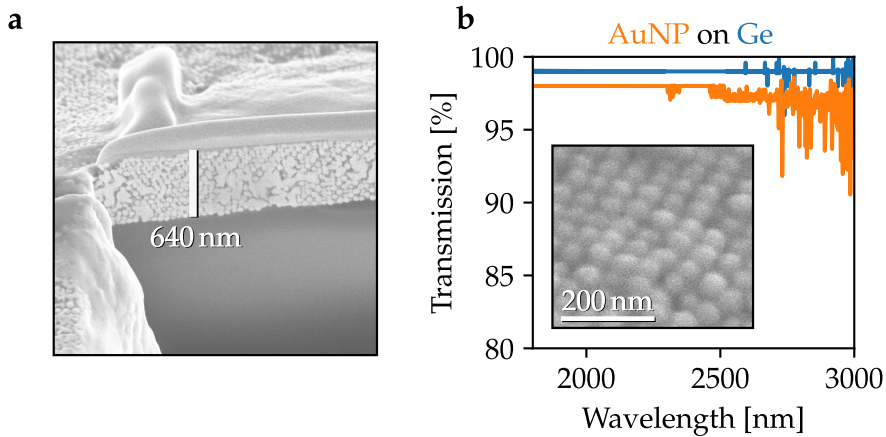 a
640 nm
b
AuNP on Ge
Transmission [%]
100
95
90
85
80
200 nm
2000
2500
3000
Wavelength [nm]